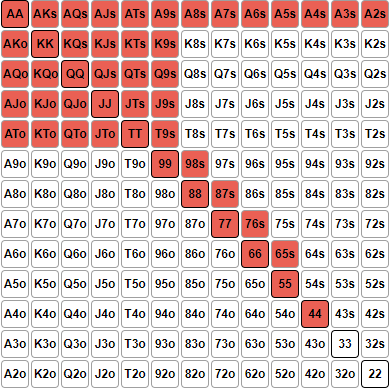 AA AKs AQs AJs ATs A9s A8s A7s A6s A5s A4s A3s A2s
AKo KK KQs KJs KTs K9s K8s K7s K6s K5s K4s K3s K2s
AQo KQo QQ QJs QTs Q9s Q8s Q7s Q6s Q5s Q4s Q3s Q2s
AJo KJo QJo JJ JTs J9s J8s J7s J6s J5s J4s J3s J2s
ATo KTo QTo JTo TT T9s T8s T7s T6s T5s T4s T3s T2s
A9o K9o Q9o J9o T9o 99 98s 97s 96s 95s 94s 93s 92s
A8o K8o Q8o J8o T8o 98o 88 87s 86s 85s 84s 83s 82s
A7o K7o Q7o J7o T7o 97o 87o 77 76s 75s 74s 73s 72s
A6o K6o Q6o J6o T6o 96o 86o 76o 66 65s 64s 63s 62s
A5o K5o Q5o J5o T5o 95o 85o 75o 65o 55 54s 53s 52s
A4o K4o Q4o J4o T4o 94o 84o 74o 64o 54o 44 43s 42s
A3o K3o Q3o J3o T3o 93o 83o 73o 63o 53o 43o 33 32s
A2o K2o Q2o J2o T2o 92o 82o 72o 62o 52o 42o 32o 22